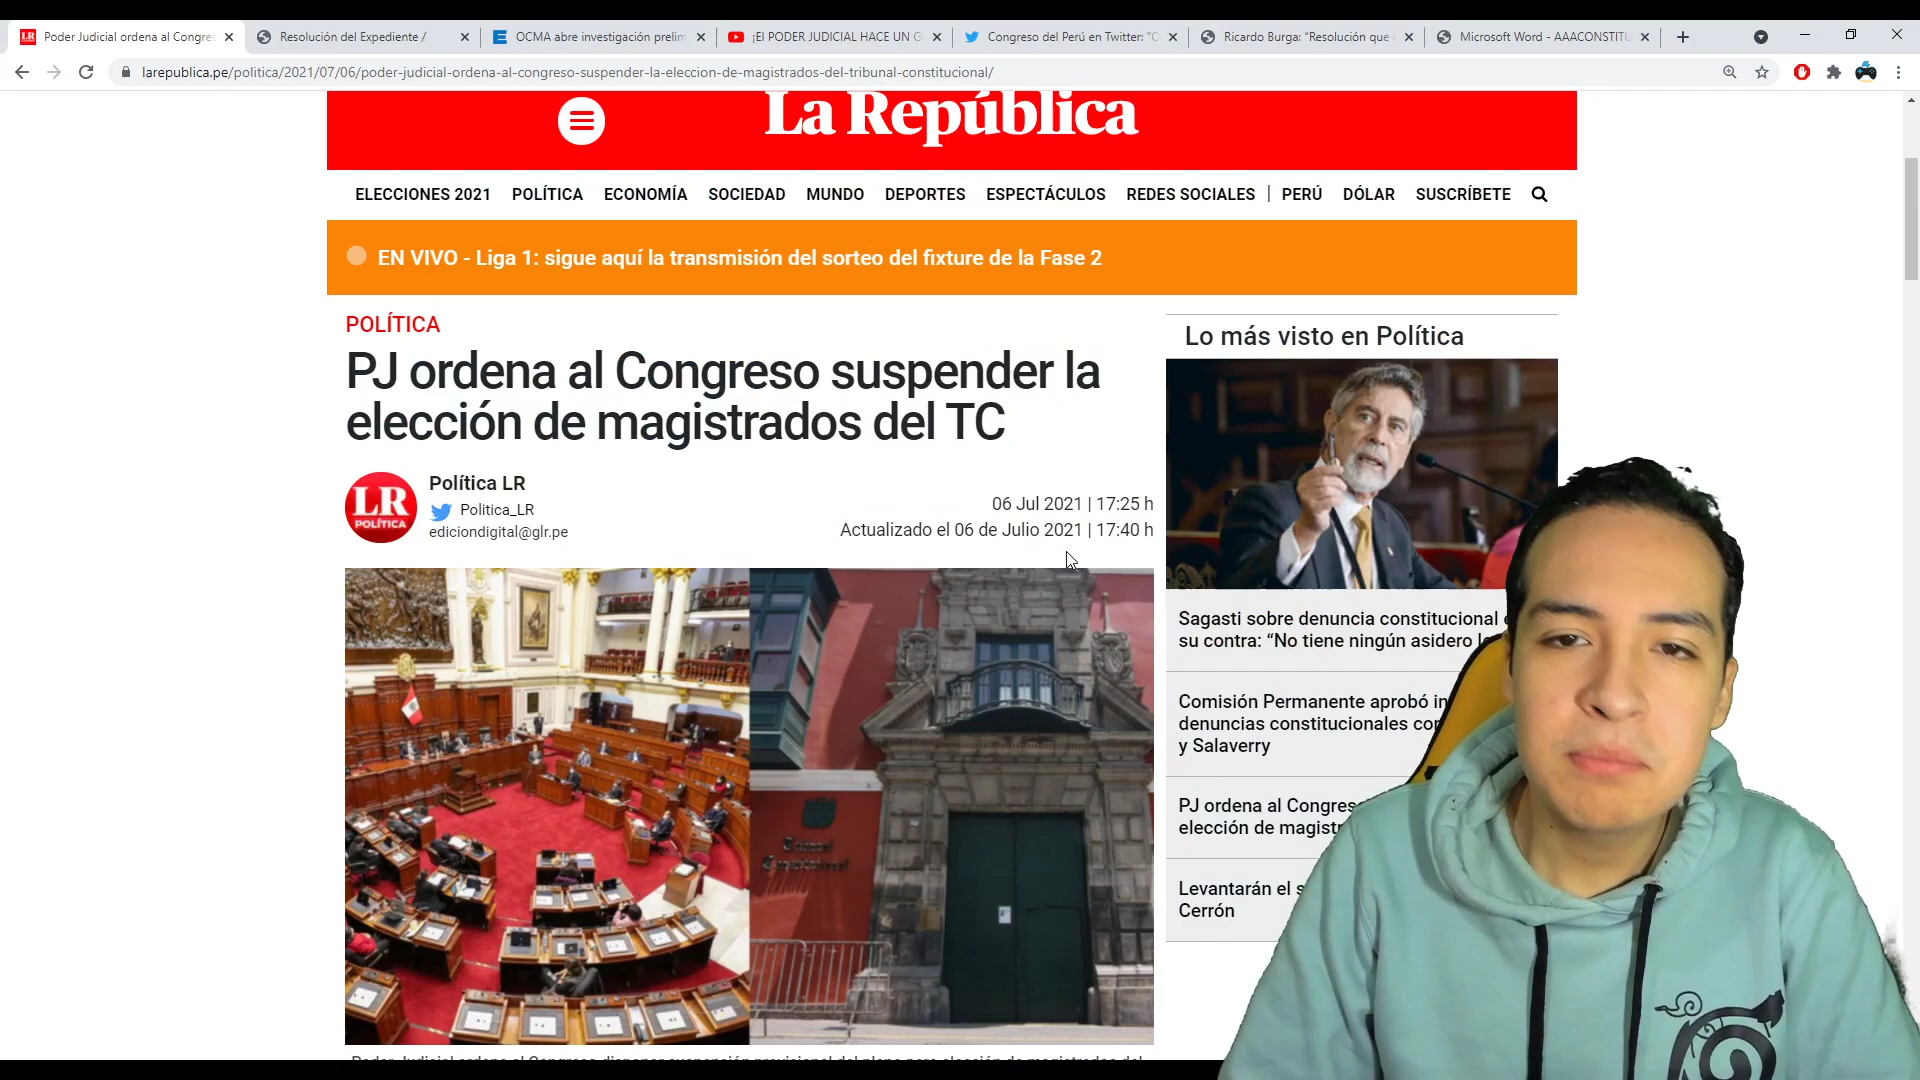 Poder Judicial ordena al Congres
Resolución del Expediente /
OCMA abre investigación prelim
¡El PODER JUDICIAL HACE UN G
Congreso del Perú en Twitter: "C
Ricardo Burga: "Resolución que
Microsoft Word - AAACONSTITU
larepublica.pe/politica/2021/07/06/poder-judicial-ordena-al-congreso-suspender-la-eleccion-de-magistrados-del-tribunal-constitucional/
La República
ELECCIONES 2021 POLÍTICA ECONOMÍA SOCIEDAD MUNDO DEPORTES ESPECTÁCULOS REDES SOCIALES | PERÚ DÓLAR SUSCRÍBETE
EN VIVO - Liga 1: sigue aquí la transmisión del sorteo del fixture de la Fase 2
POLÍTICA
PJ ordena al Congreso suspender la
elección de magistrados del TC
LR
POLÍTICA
Política LR
Politica_LR
ediciondigital@glr.pe
06 Jul 2021 | 17:25 h
Actualizado el 06 de Julio 2021 | 17:40 h
Tribunal
Constitucional
Lo más visto en Política
Sagasti sobre denuncia constitucional
su contra: “No tiene ningún asidero
Comisión Permanente aprobó in
denuncias constitucionales con
y Salaverry
PJ ordena al Congres
elección de magistr
Levantarán el s
Cerrón